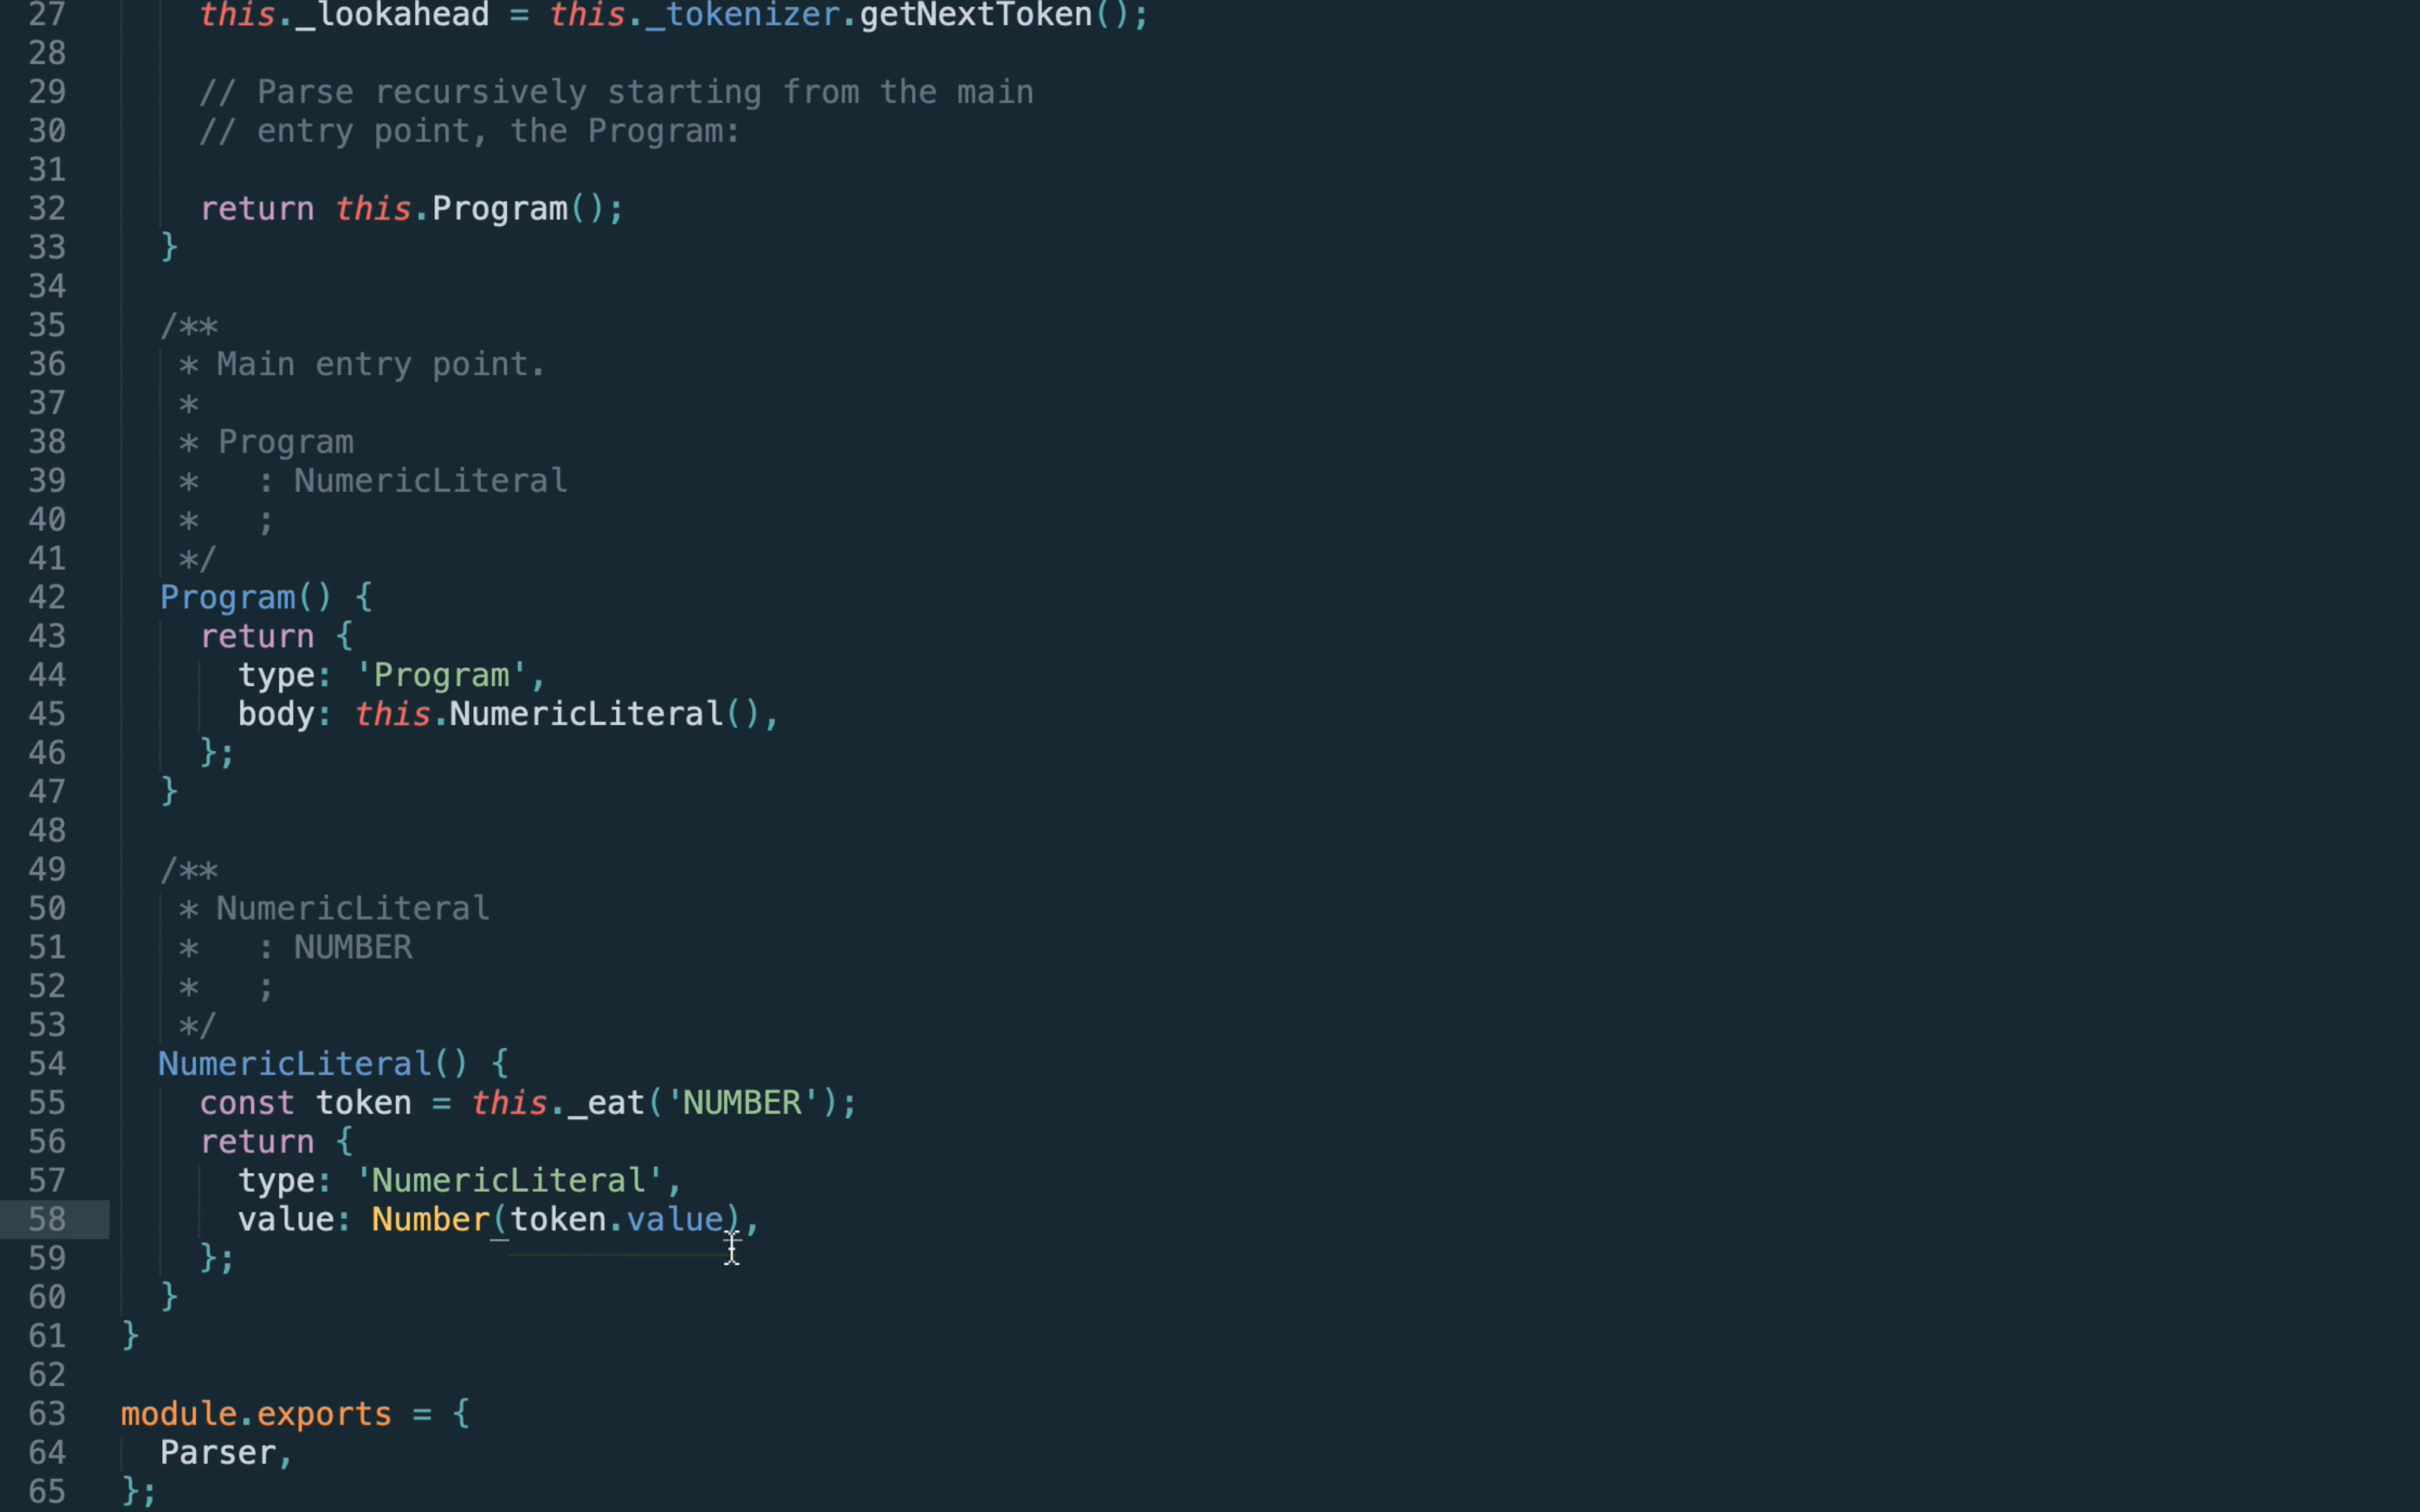 27 this._lookahead = this._tokenizer.getNextToken();
28
29 // Parse recursively starting from the main
30 // entry point, the Program:
31
32 return this.Program();
33 }
34
35 /**
36 * Main entry point.
37 *
38 * Program
39 * : NumericLiteral
40 * ;
41 */
42 Program() {
43 return {
44 type: 'Program',
45 body: this.NumericLiteral(),
46 };
47 }
48
49 /**
50 * NumericLiteral
51 * : NUMBER
52 * ;
53 */
54 NumericLiteral() {
55 const token = this._eat('NUMBER');
56 return {
57 type: 'NumericLiteral',
58 value: Number(token.value),
59 };
60 }
61 }
62
63 module.exports = {
64 Parser,
65 };